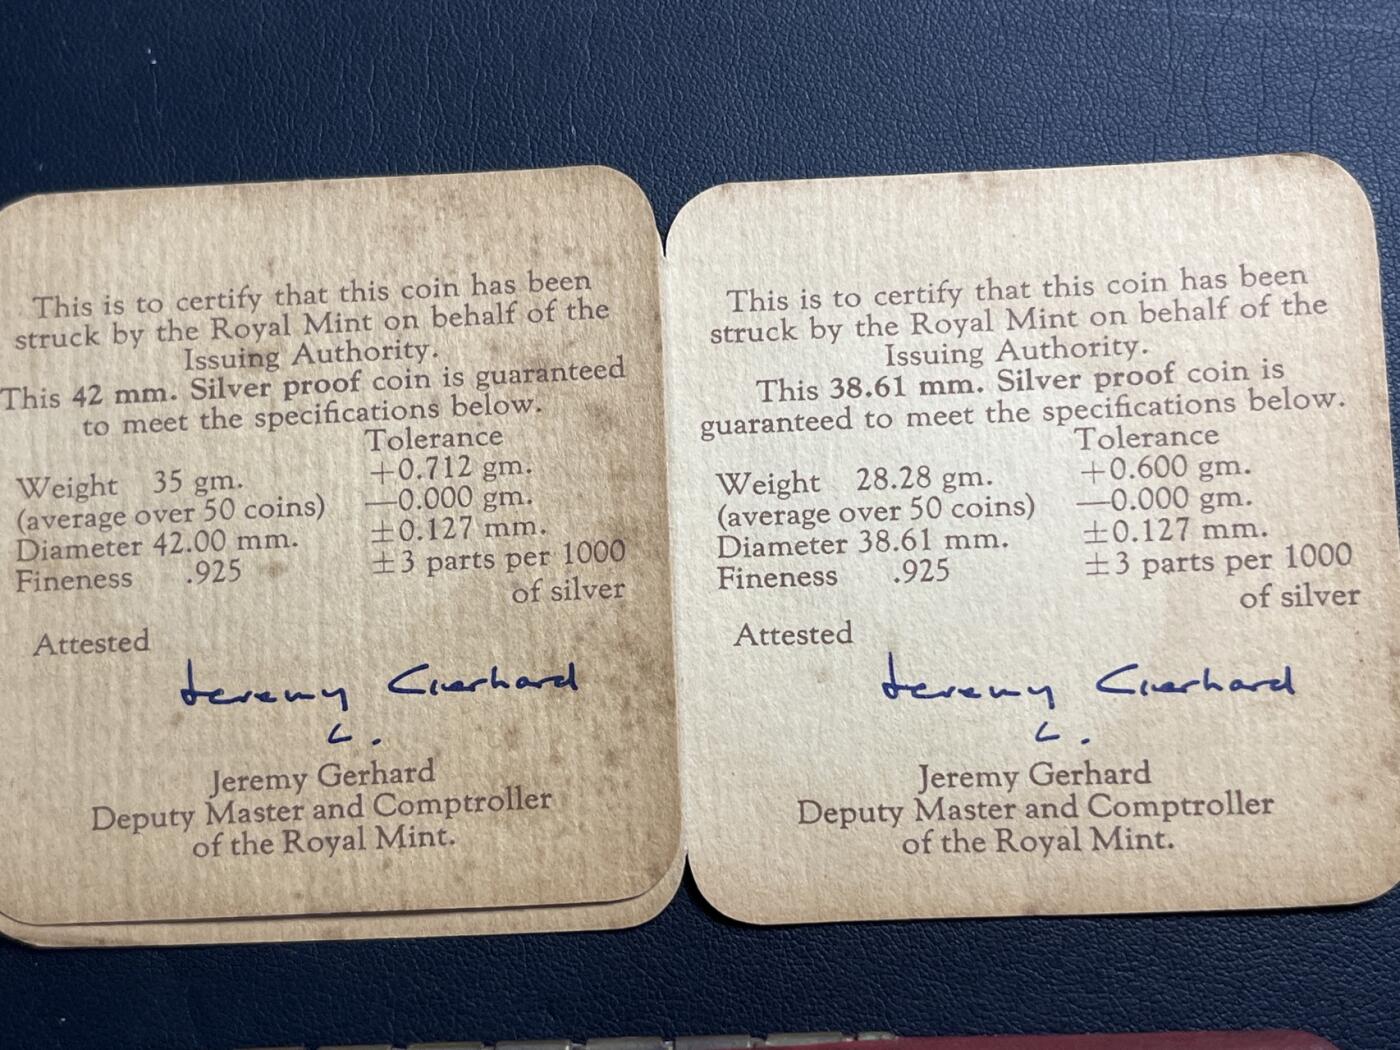 This is to certify that this coin has been
struck by the Royal Mint on behalf of the
Issuing Authority.
This 42 mm. Silver proof coin is guaranteed
to meet the specifications below.
Tolerance
Weight 35 gm. +0.712 gm.
(average over 50 coins) —0.000 gm.
Diameter 42.00 mm. ±0.127 mm.
Fineness .925 ±3 parts per 1000
of silver
Attested
Jeremy Gerhard
Jeremy Gerhard
Deputy Master and Comptroller
of the Royal Mint.
This is to certify that this coin has been
struck by the Royal Mint on behalf of the
Issuing Authority.
This 38.61 mm. Silver proof coin is
guaranteed to meet the specifications below.
Tolerance
Weight 28.28 gm. +0.600 gm.
(average over 50 coins) —0.000 gm.
Diameter 38.61 mm. ±0.127 mm.
Fineness .925 ±3 parts per 1000
of silver
Attested
Jeremy Gerhard
Jeremy Gerhard
Deputy Master and Comptroller
of the Royal Mint.